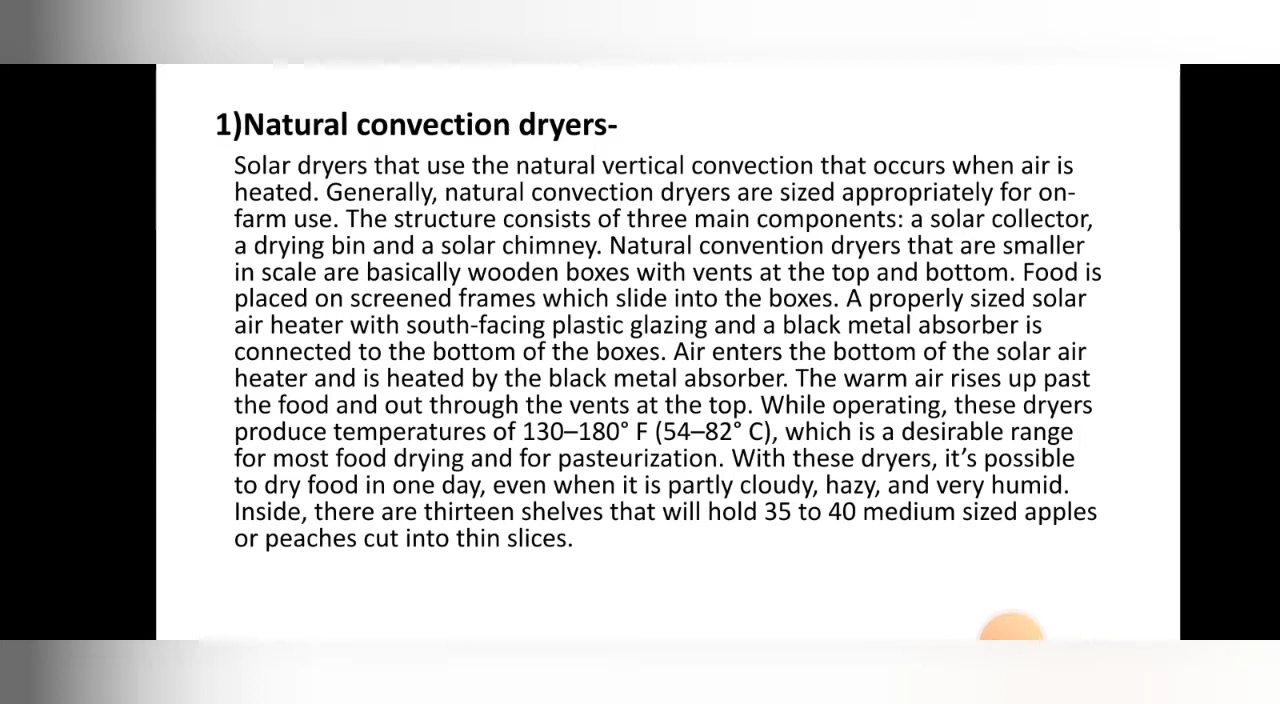 1)Natural convection dryers-
Solar dryers that use the natural vertical convection that occurs when air is
heated. Generally, natural convection dryers are sized appropriately for on-
farm use. The structure consists of three main components: a solar collector,
a drying bin and a solar chimney. Natural convention dryers that are smaller
in scale are basically wooden boxes with vents at the top and bottom. Food is
placed on screened frames which slide into the boxes. A properly sized solar
air heater with south-facing plastic glazing and a black metal absorber is
connected to the bottom of the boxes. Air enters the bottom of the solar air
heater and is heated by the black metal absorber. The warm air rises up past
the food and out through the vents at the top. While operating, these dryers
produce temperatures of 130–180° F (54–82° C), which is a desirable range
for most food drying and for pasteurization. With these dryers, it’s possible
to dry food in one day, even when it is partly cloudy, hazy, and very humid.
Inside, there are thirteen shelves that will hold 35 to 40 medium sized apples
or peaches cut into thin slices.